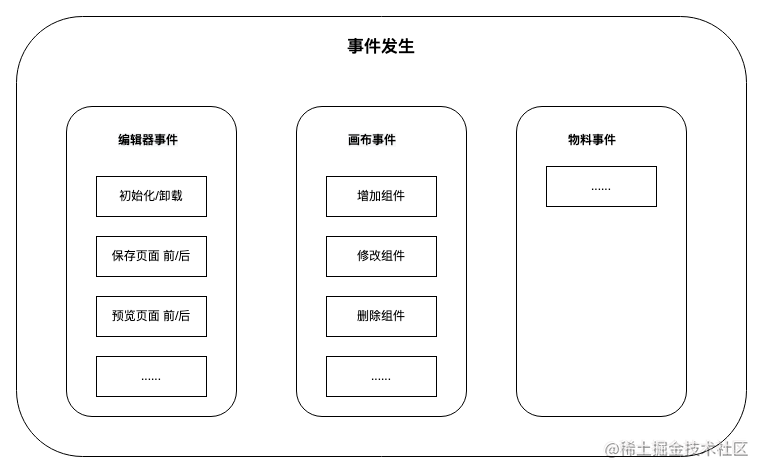 事件发生
编辑器事件
初始化/卸载
保存页面 前/后
预览页面 前/后
......
画布事件
增加组件
修改组件
删除组件
......
物料事件
......
@稀土掘金技术社区